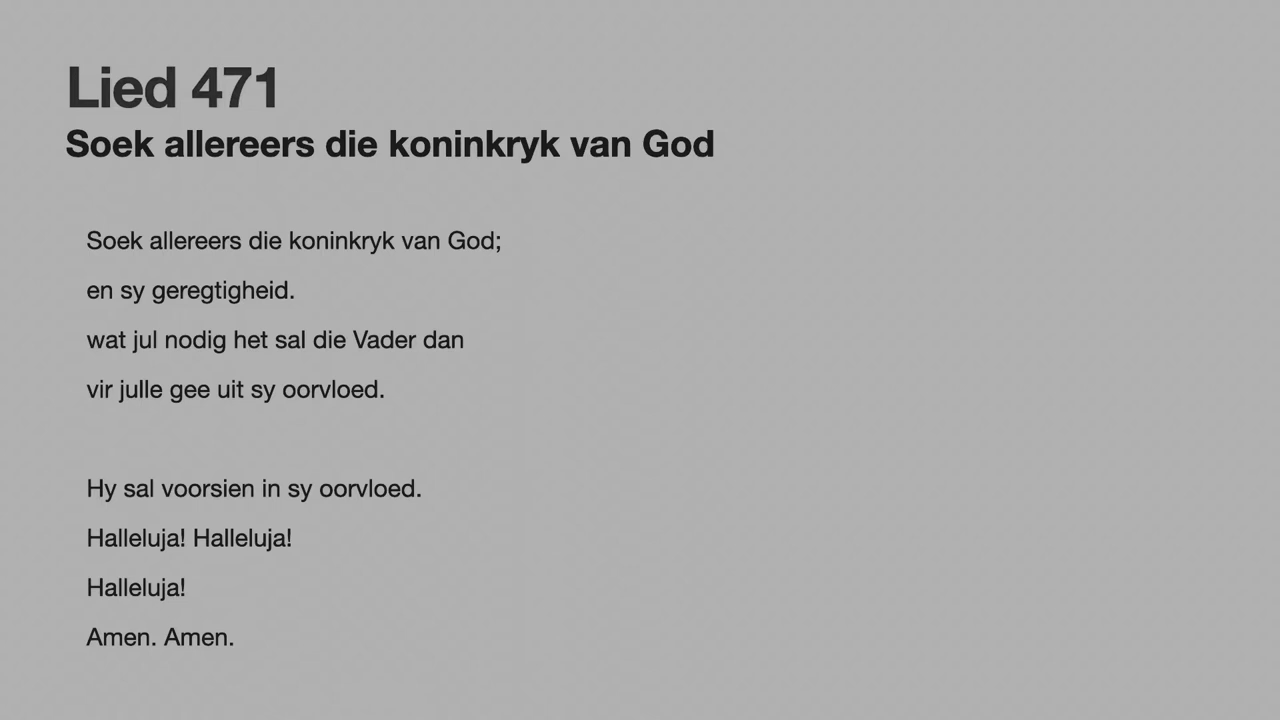 Lied 471
Soek allereers die koninkryk van God
Soek allereers die koninkryk van God;
en sy geregtigheid.
wat jul nodig het sal die Vader dan
vir julle gee uit sy oorvloed.
Hy sal voorsien in sy oorvloed.
Halleluja! Halleluja!
Halleluja!
Amen. Amen.